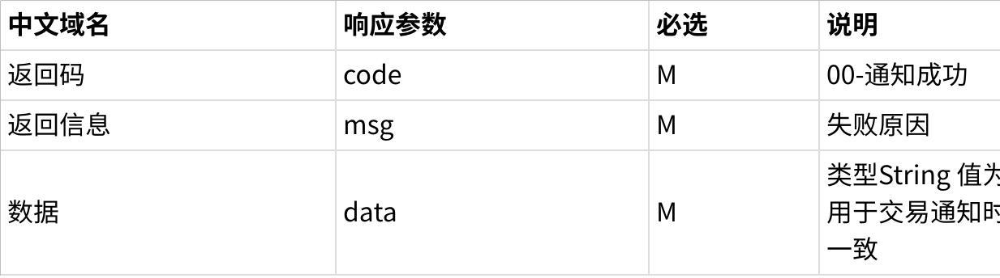 中文域名 响应参数 必选 说明
返回码 code M 00-通知成功
返回信息 msg M 失败原因
数据 data M 类型String 值为
用于交易通知时
一致